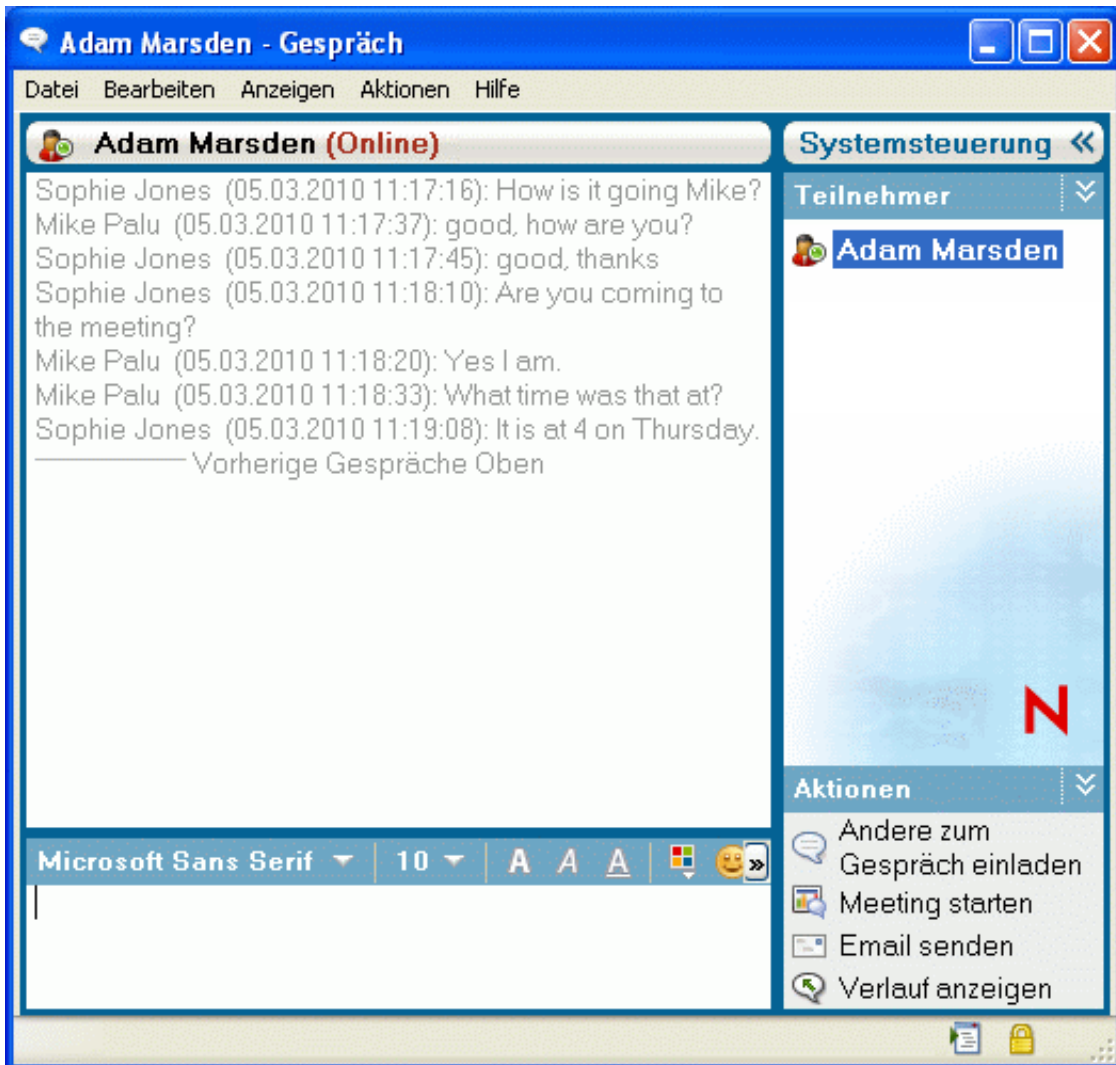 Adam Marsden - Gespräch
Datei Bearbeiten Anzeigen Aktionen Hilfe
Adam Marsden (Online)
Sophie Jones (05.03.2010 11:17:16): How is it going Mike?
Mike Palu (05.03.2010 11:17:37): good, how are you?
Sophie Jones (05.03.2010 11:17:45): good, thanks
Sophie Jones (05.03.2010 11:18:10): Are you coming to
the meeting?
Mike Palu (05.03.2010 11:18:20): Yes I am.
Mike Palu (05.03.2010 11:18:33): What time was that at?
Sophie Jones (05.03.2010 11:19:08): It is at 4 on Thursday.
Vorherige Gespräche Oben
Microsoft Sans Serif 10 A A A
Systemsteuerung
Teilnehmer
Adam Marsden
N
Aktionen
Andere zum
Gespräch einladen
Meeting starten
Email senden
Verlauf anzeigen